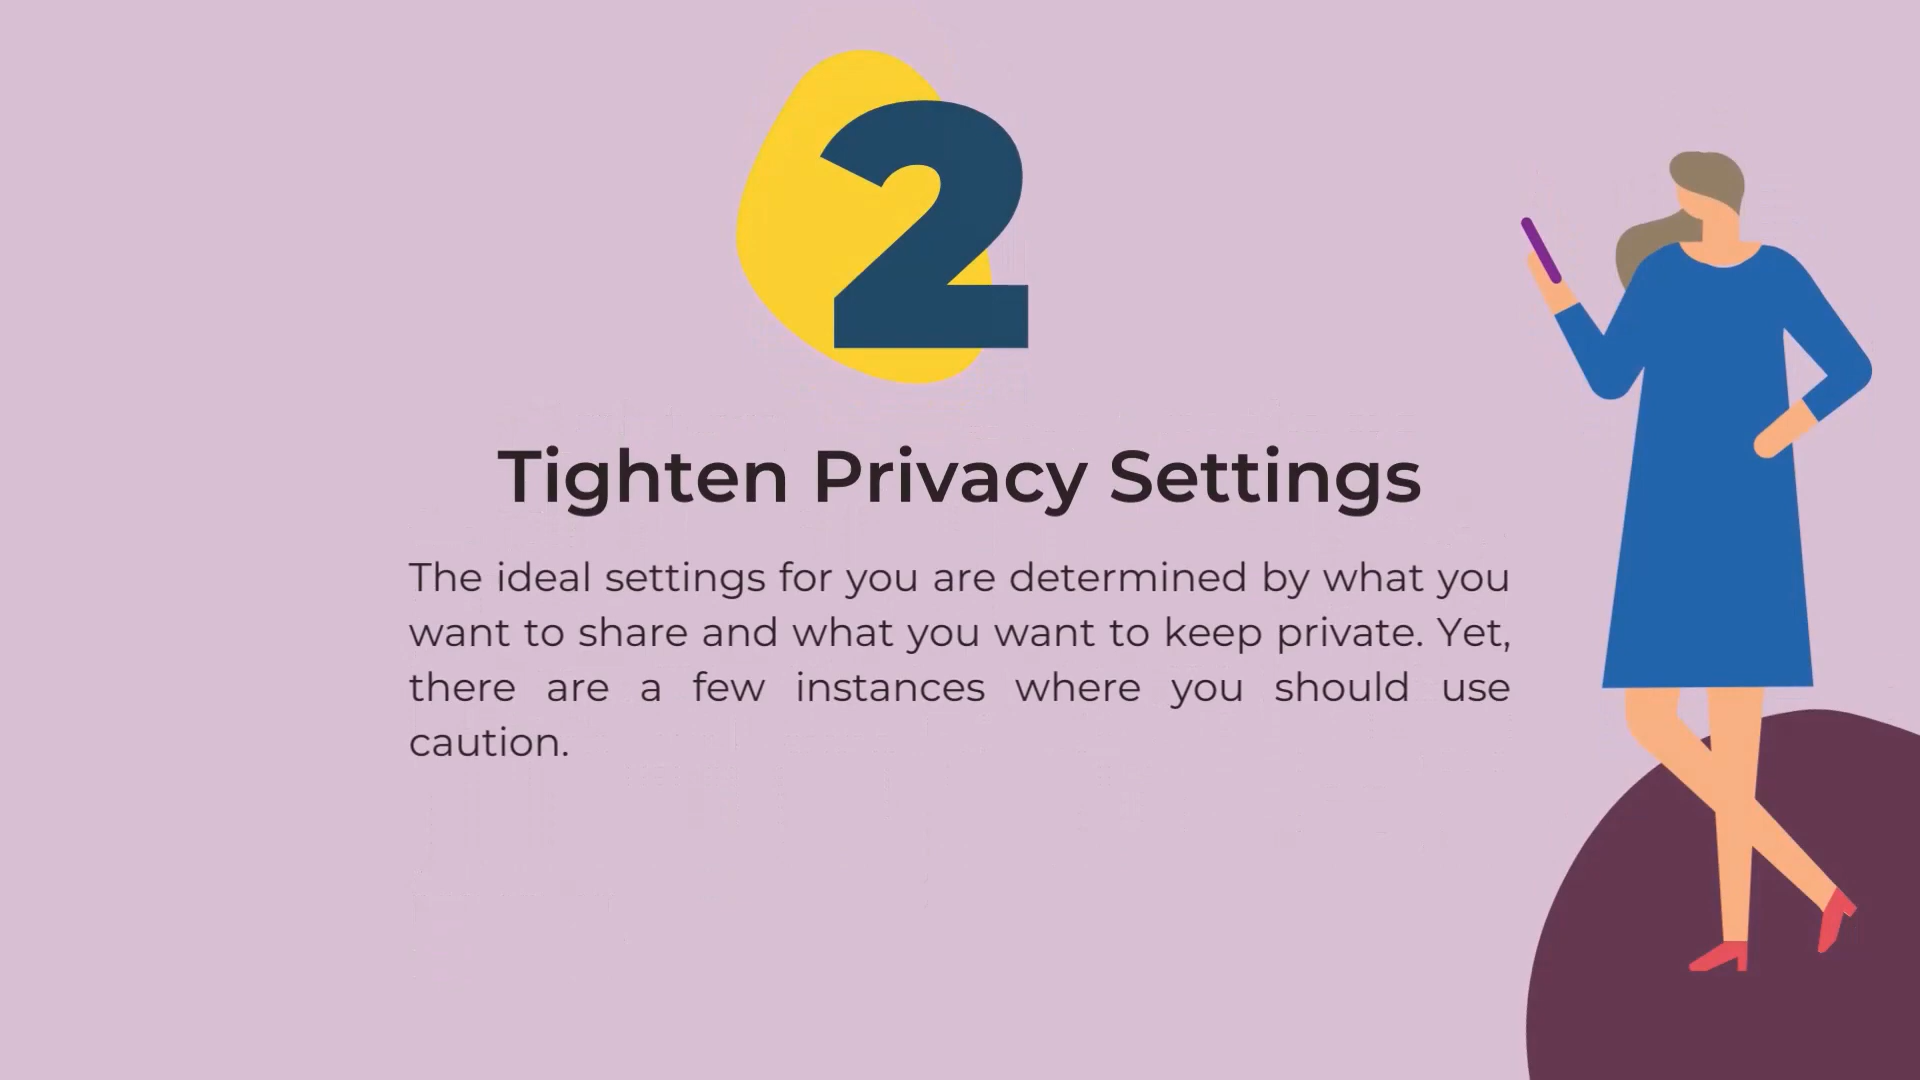 2
Tighten Privacy Settings
The ideal settings for you are determined by what you
want to share and what you want to keep private. Yet,
there are a few instances where you should use
caution.